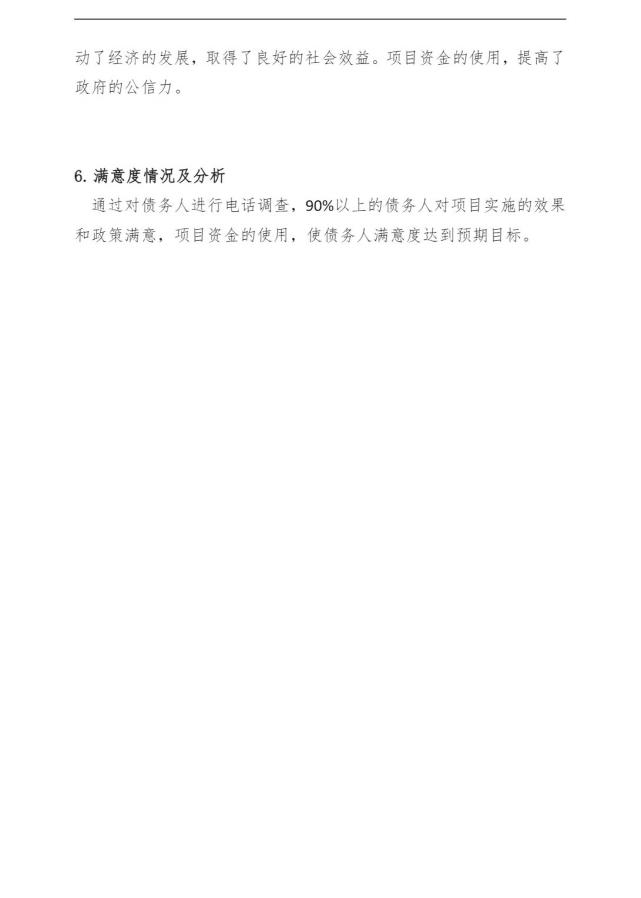 动了经济的发展，取得了良好的社会效益。项目资金的使用，提高了
政府的公信力。
6. 满意度情况及分析
通过对债务人进行电话调查，90%以上的债务人对项目实施的效果
和政策满意，项目资金的使用，使债务人满意度达到预期目标。